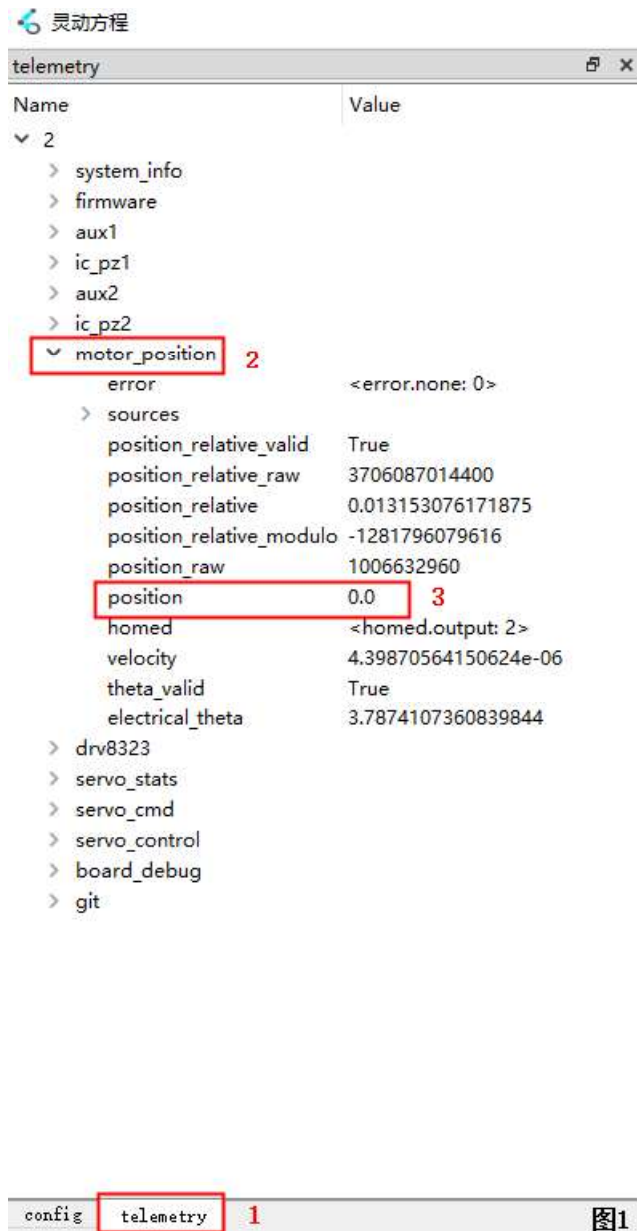 灵动方程
telemetry
Name Value
2
system_info
firmware
aux1
ic_pz1
aux2
ic_pz2
motor_position 2
error <error.none: 0>
sources
position_relative_valid True
position_relative_raw 3706087014400
position_relative 0.013153076171875
position_relative_modulo -1281796079616
position_raw 1006632960
position 0.0 3
homed <homed.output: 2>
velocity 4.39870564150624e-06
theta_valid True
electrical_theta 3.7874107360839844
drv8323
servo_stats
servo_cmd
servo_control
board_debug
git
config telemetry 1 图1